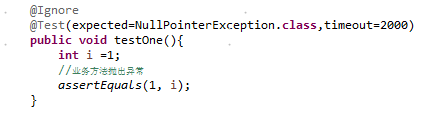 @Ignore
@Test(expected=NullPointerException.class,timeout=2000)
public void testOne(){
int i =1;
//业务方法抛出异常
assertEquals(1, i);
}